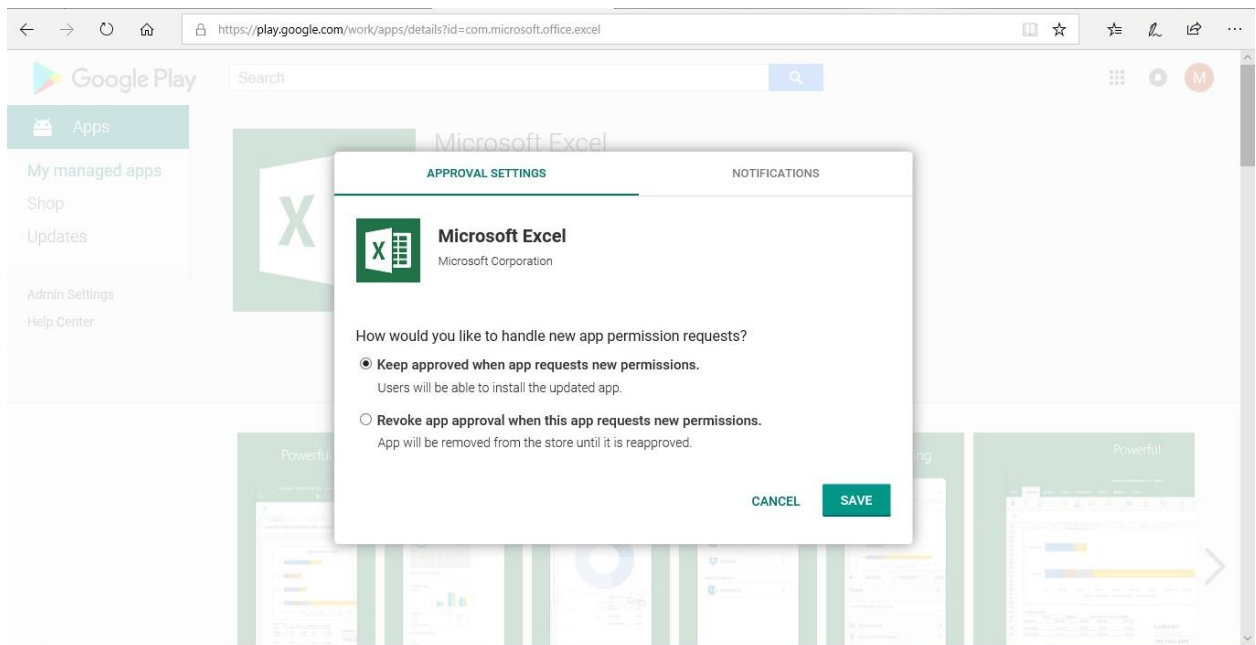 https://play.google.com/work/apps/details?id=com.microsoft.office.excel
Google Play
Search
M
Apps
My managed apps
Shop
Updates
Admin Settings
Help Center
Microsoft Excel
APPROVAL SETTINGS
NOTIFICATIONS
Microsoft Excel
Microsoft Corporation
How would you like to handle new app permission requests?
Keep approved when app requests new permissions.
Users will be able to install the updated app.
Revoke app approval when this app requests new permissions.
App will be removed from the store until it is reapproved.
CANCEL
SAVE
Powerful